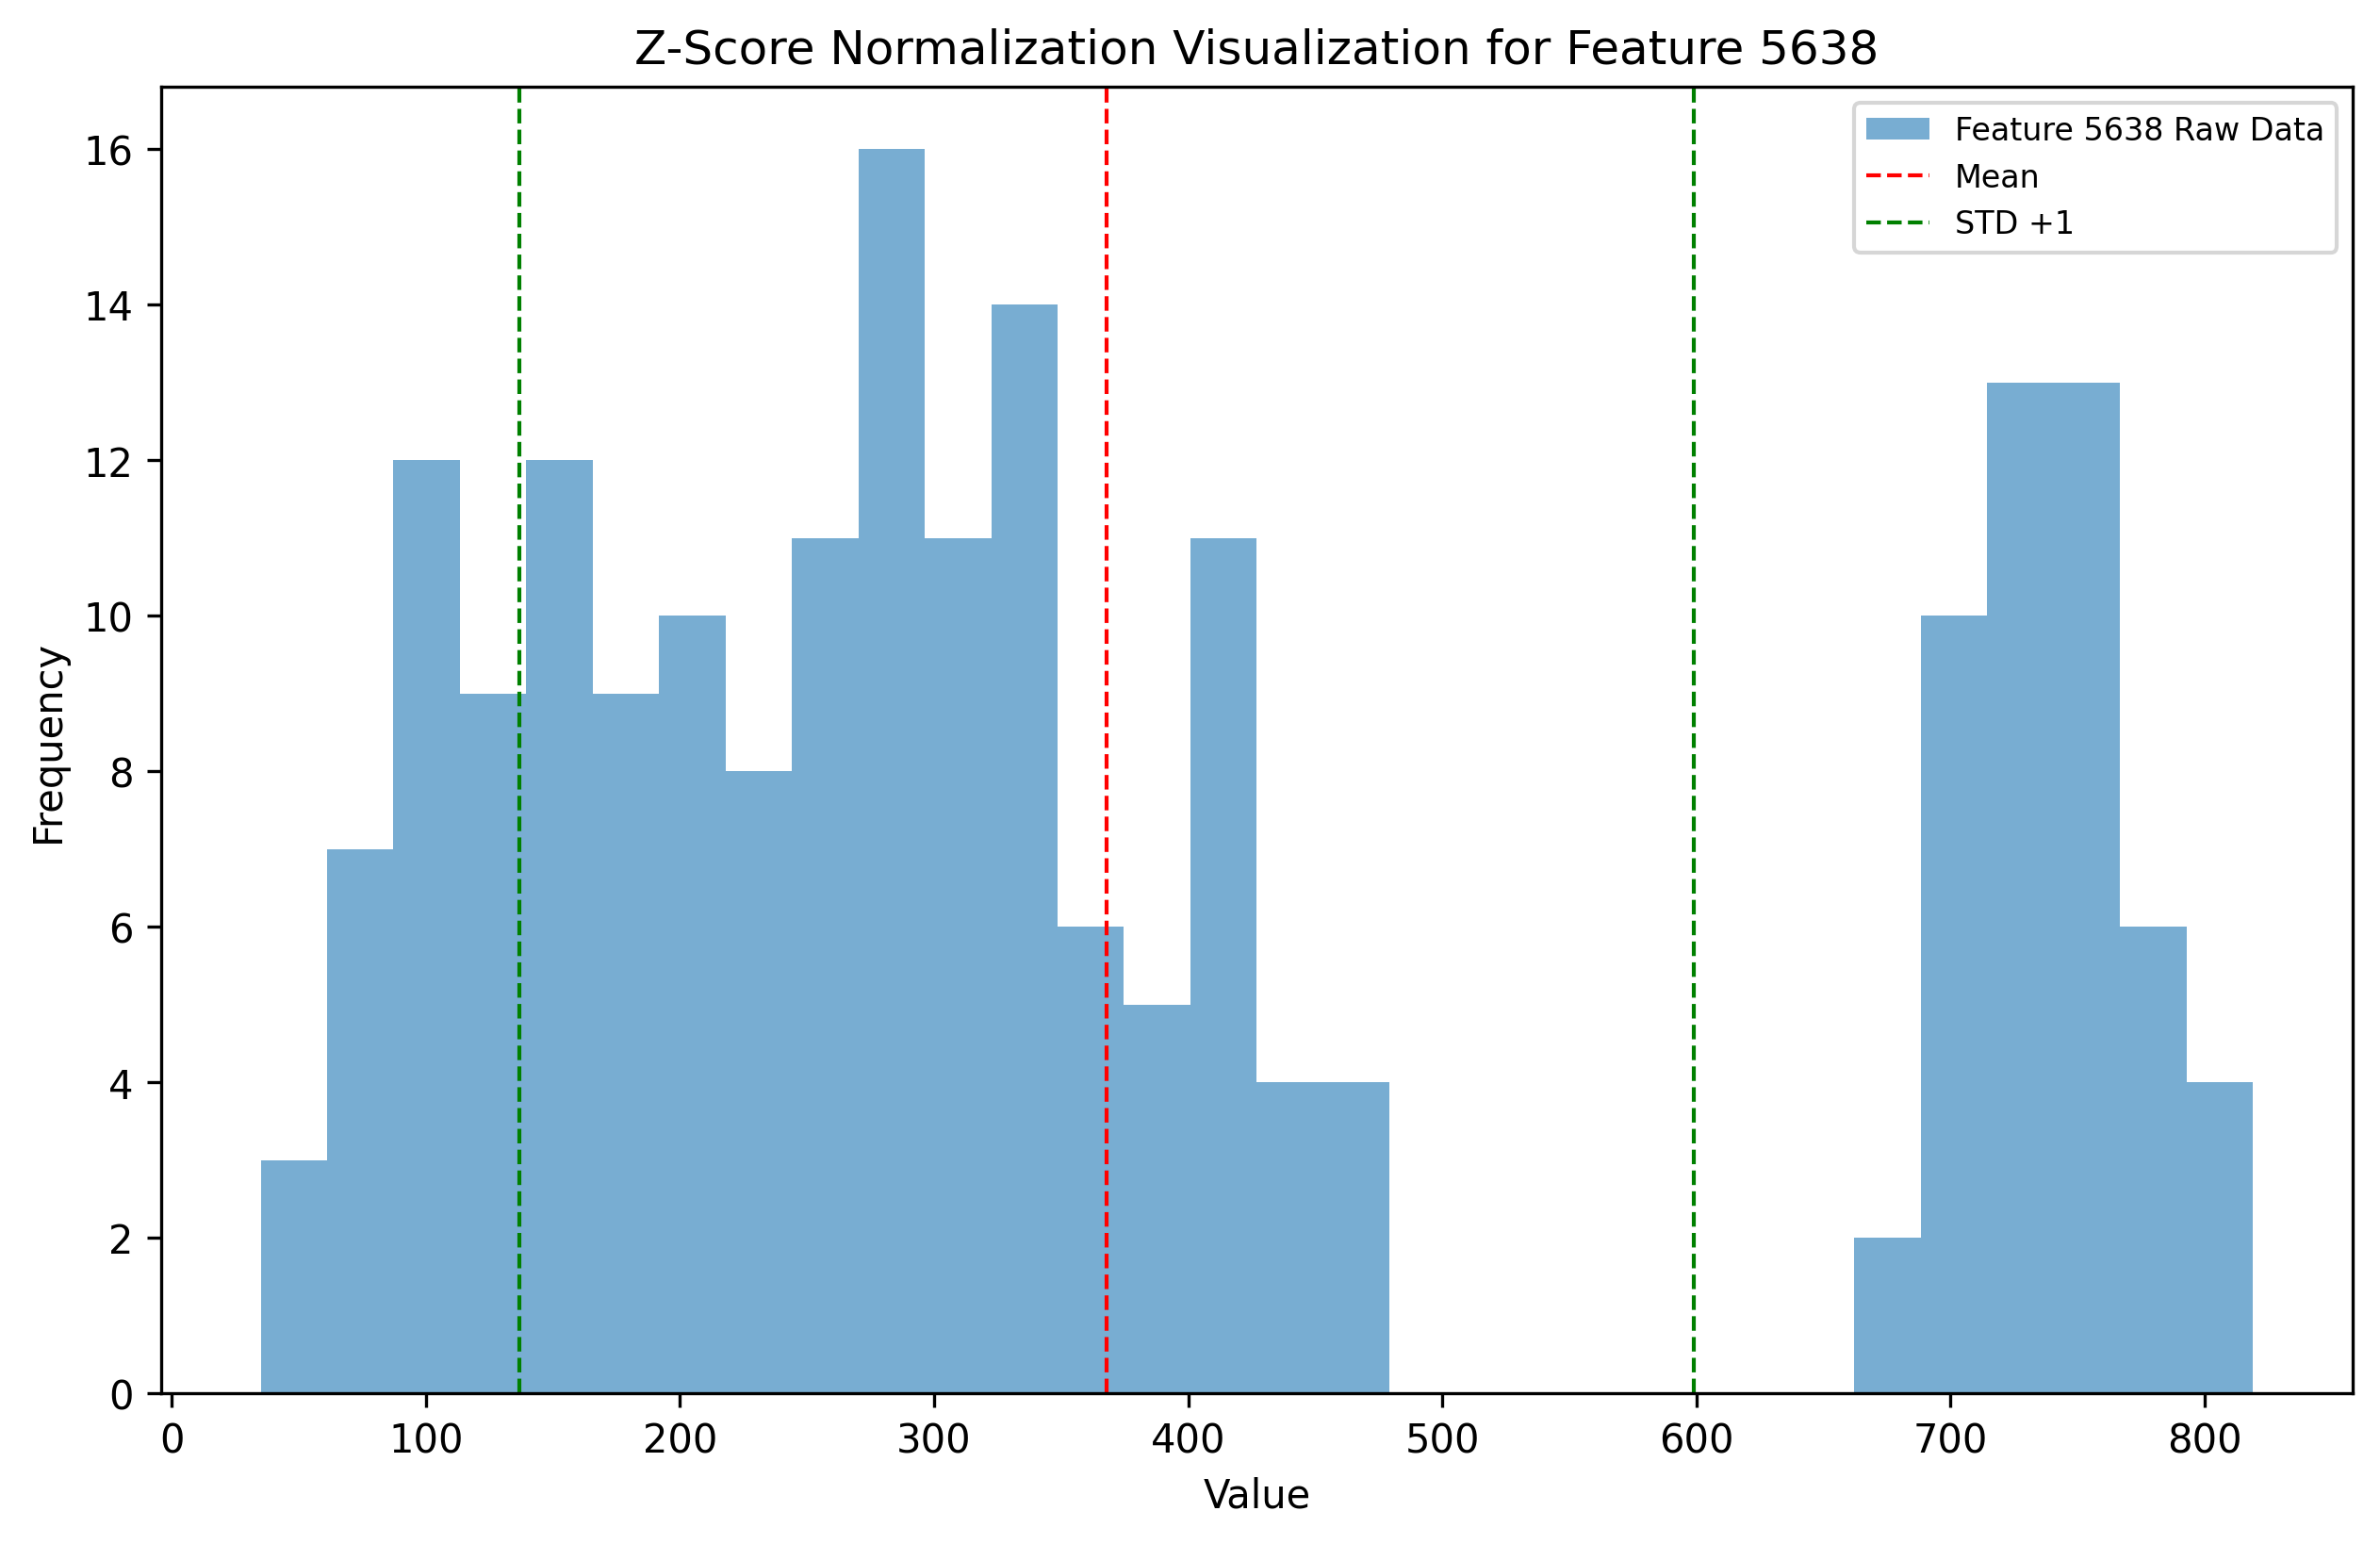 Z-Score Normalization Visualization for Feature 5638
Feature 5638 Raw Data
Mean
STD +1
16
14
12
10
8
6
4
2
0
Frequency
0 100 200 300 400 500 600 700 800
Value